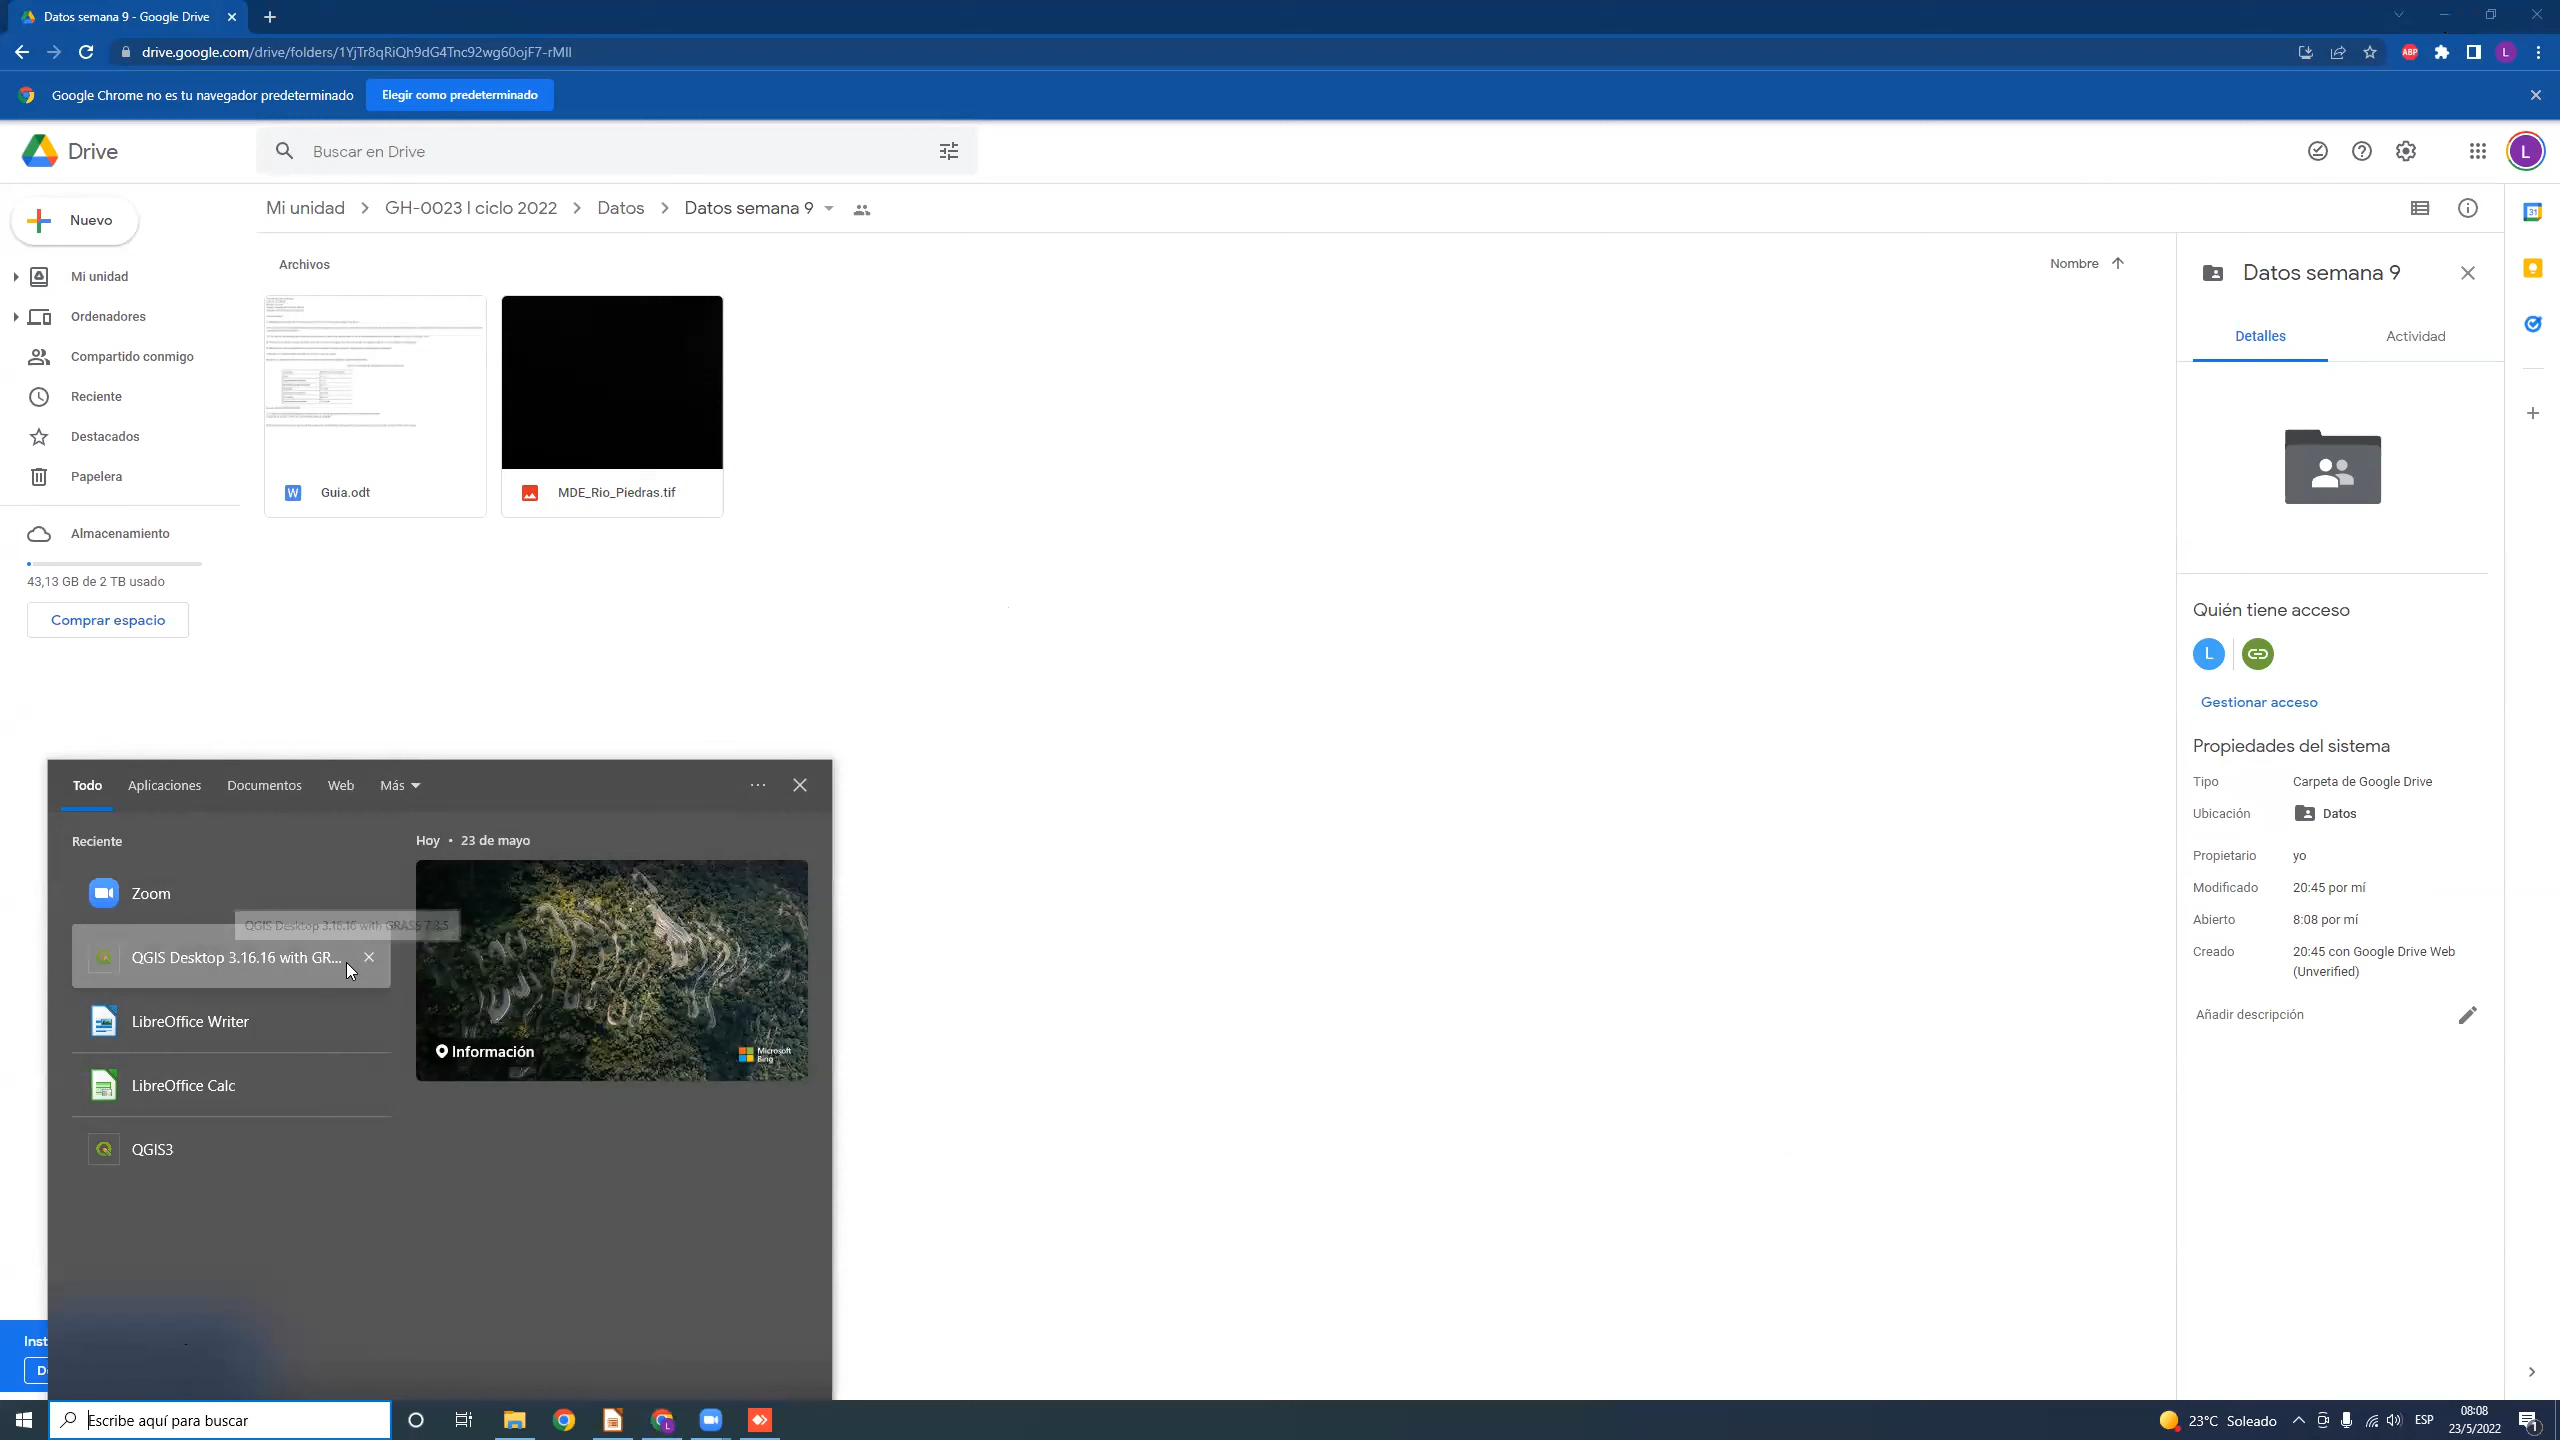 Datos semana 9 - Google Drive
drive.google.com/drive/folders/1YjTr8qRiQh9dG4Tnc92wg60ojF7-rMlI
ABP
L
Google Chrome no es tu navegador predeterminado
Elegir como predeterminado
Drive
Buscar en Drive
L
Nuevo
Mi unidad
GH-0023 I ciclo 2022
Datos
Datos semana 9
Mi unidad
Ordenadores
Compartido conmigo
Reciente
Destacados
Papelera
Almacenamiento
43,13 GB de 2 TB usado
Comprar espacio
Archivos
Nombre
W
Guia.odt
MDE_Rio_Piedras.tif
Datos semana 9
Detalles
Actividad
31
Quién tiene acceso
L
Gestionar acceso
Propiedades del sistema
Tipo
Carpeta de Google Drive
Ubicación
Datos
Propietario
yo
Modificado
20:45 por mí
Abierto
8:08 por mí
Creado
20:45 con Google Drive Web
(Unverified)
Añadir descripción
Todo
Aplicaciones
Documentos
Web
Más
Reciente
Hoy • 23 de mayo
Zoom
QGIS Desktop 3.16.16 with GRASS 7.8.5
QGIS Desktop 3.16.16 with GR...
LibreOffice Writer
LibreOffice Calc
QGIS3
Información
Microsoft
Bing
Inst
D
Escribe aquí para buscar
L
23°C Soleado
ESP
08:08
23/5/2022
1